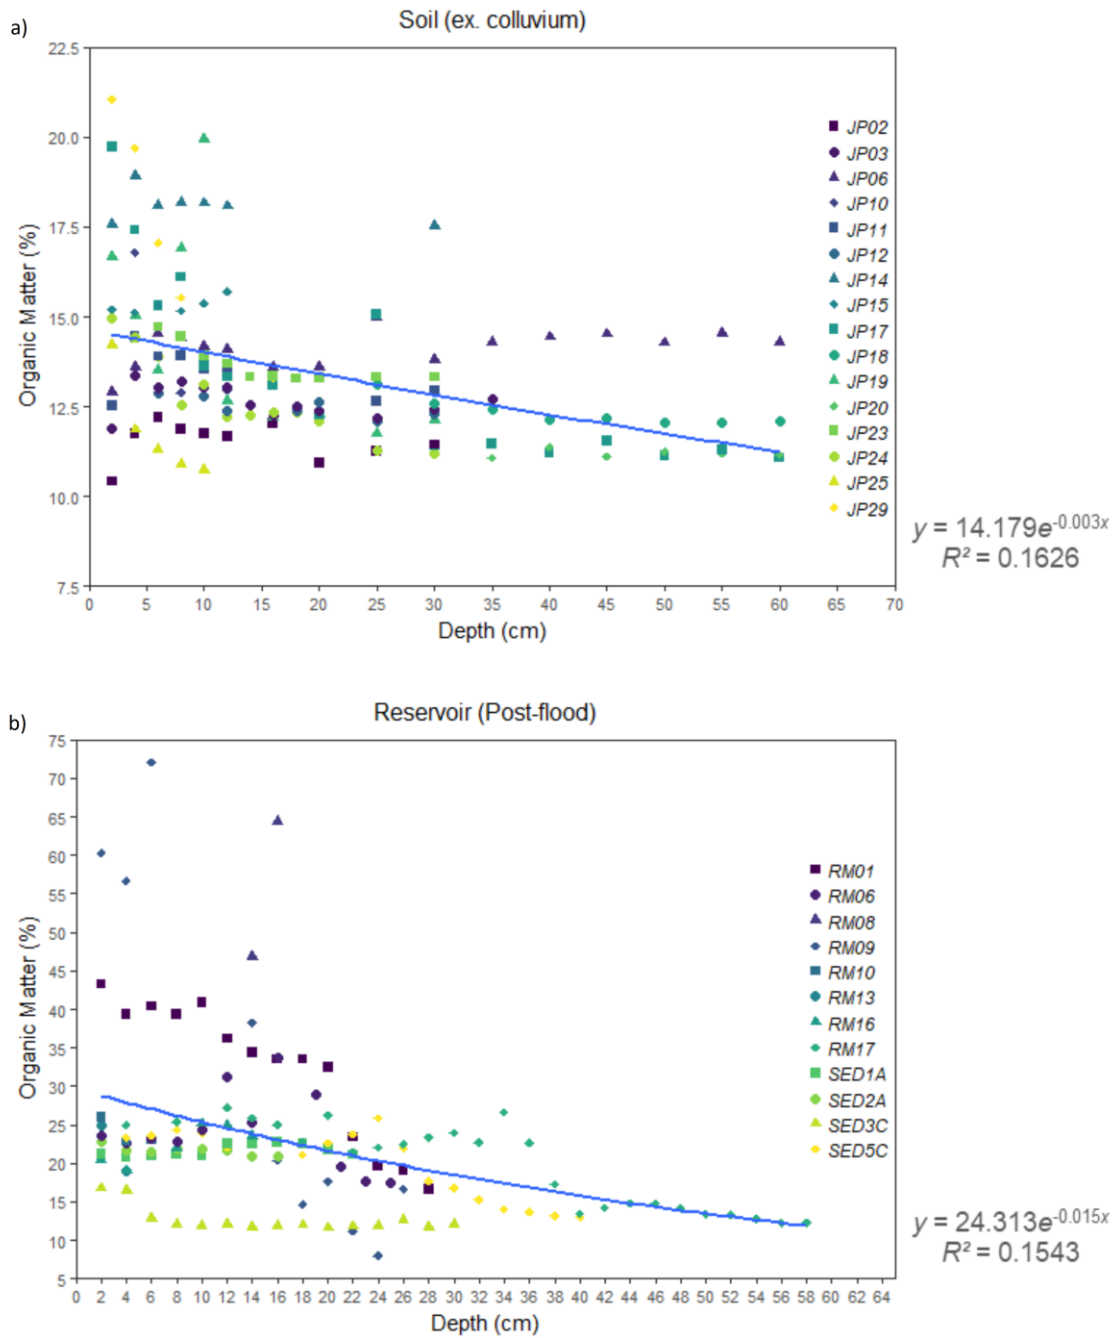 a)
Soil (ex. colluvium)
Organic Matter (%)
22.5
20.0
17.5
15.0
12.5
10.0
7.5
0 5 10 15 20 25 30 35 40 45 50 55 60 65 70
Depth (cm)
JP02
JP03
JP06
JP10
JP11
JP12
JP14
JP15
JP17
JP18
JP19
JP20
JP23
JP24
JP25
JP29
y = 14.179e^-0.003x
R² = 0.1626
b)
Reservoir (Post-flood)
Organic Matter (%)
75
70
65
60
55
50
45
40
35
30
25
20
15
10
5
0 2 4 6 8 10 12 14 16 18 20 22 24 26 28 30 32 34 36 38 40 42 44 46 48 50 52 54 56 58 60 62 64
Depth (cm)
RM01
RM06
RM08
RM09
RM10
RM13
RM16
RM17
SED1A
SED2A
SED3C
SED5C
y = 24.313e^-0.015x
R² = 0.1543